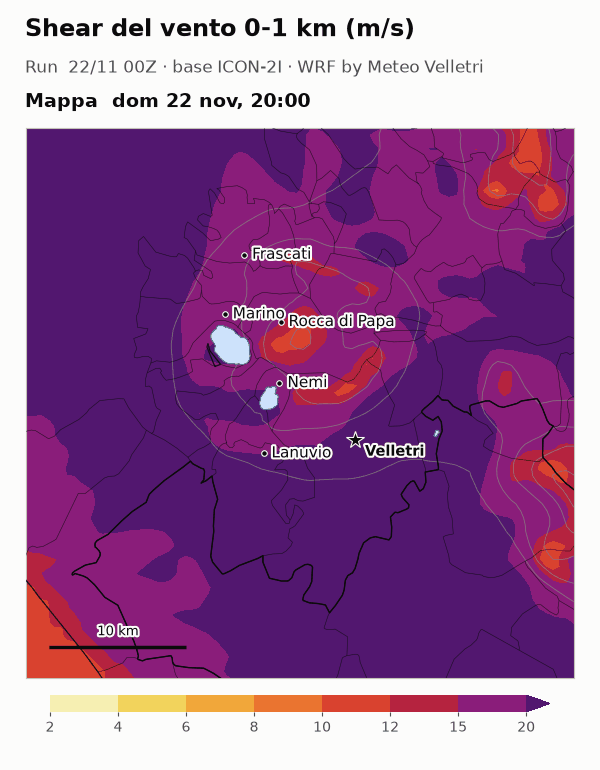 Shear del vento 0-1 km (m/s)
Run  22/11 00Z · base ICON-2I · WRF by Meteo Velletri
Mappa  dom 22 nov, 20:00
Frascati
Marino
Rocca di Papa
Nemi
Velletri
Lanuvio
10 km
2 4 6 8 10 12 15 20